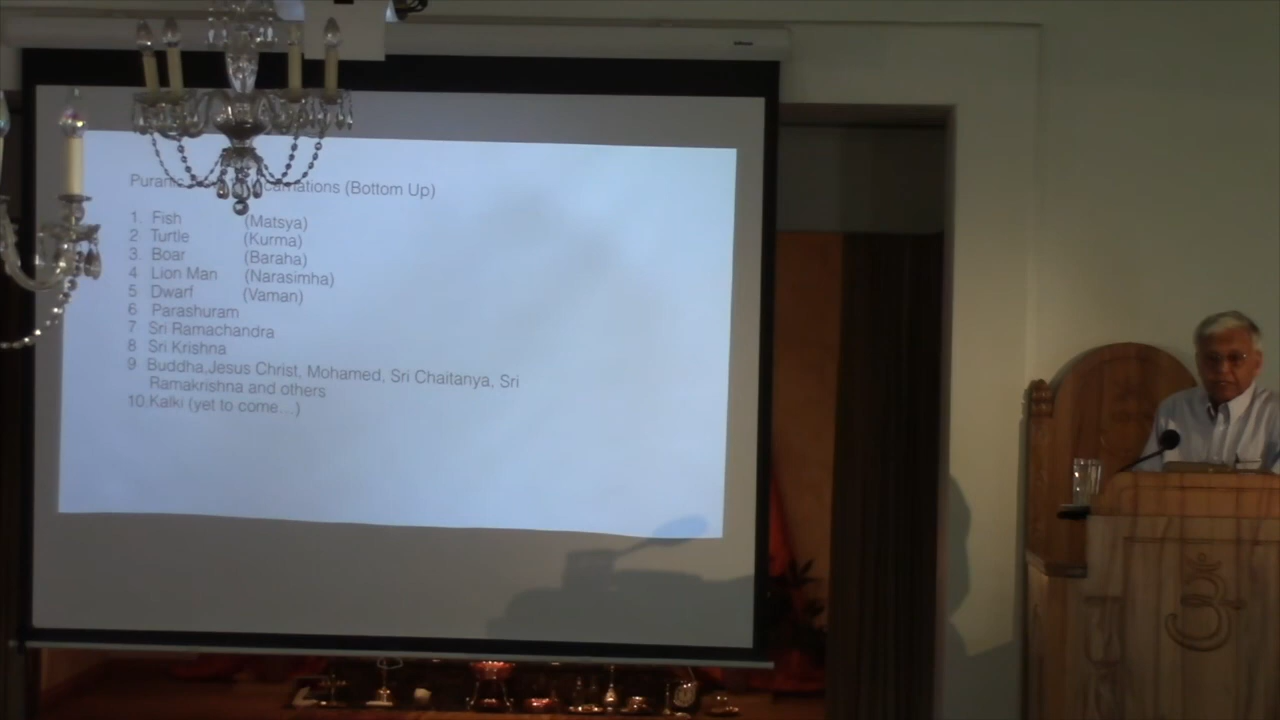 Puranic carnations (Bottom Up)
1. Fish (Matsya)
2 Turtle (Kurma)
3. Boar (Baraha)
4 Lion Man (Narasimha)
5 Dwarf (Vaman)
6 Parashuram
7 Sri Ramachandra
8 Sri Krishna
9 Buddha,Jesus Christ, Mohamed, Sri Chaitanya, Sri
Ramakrishna and others
10.Kalki (yet to come...)
ॐ